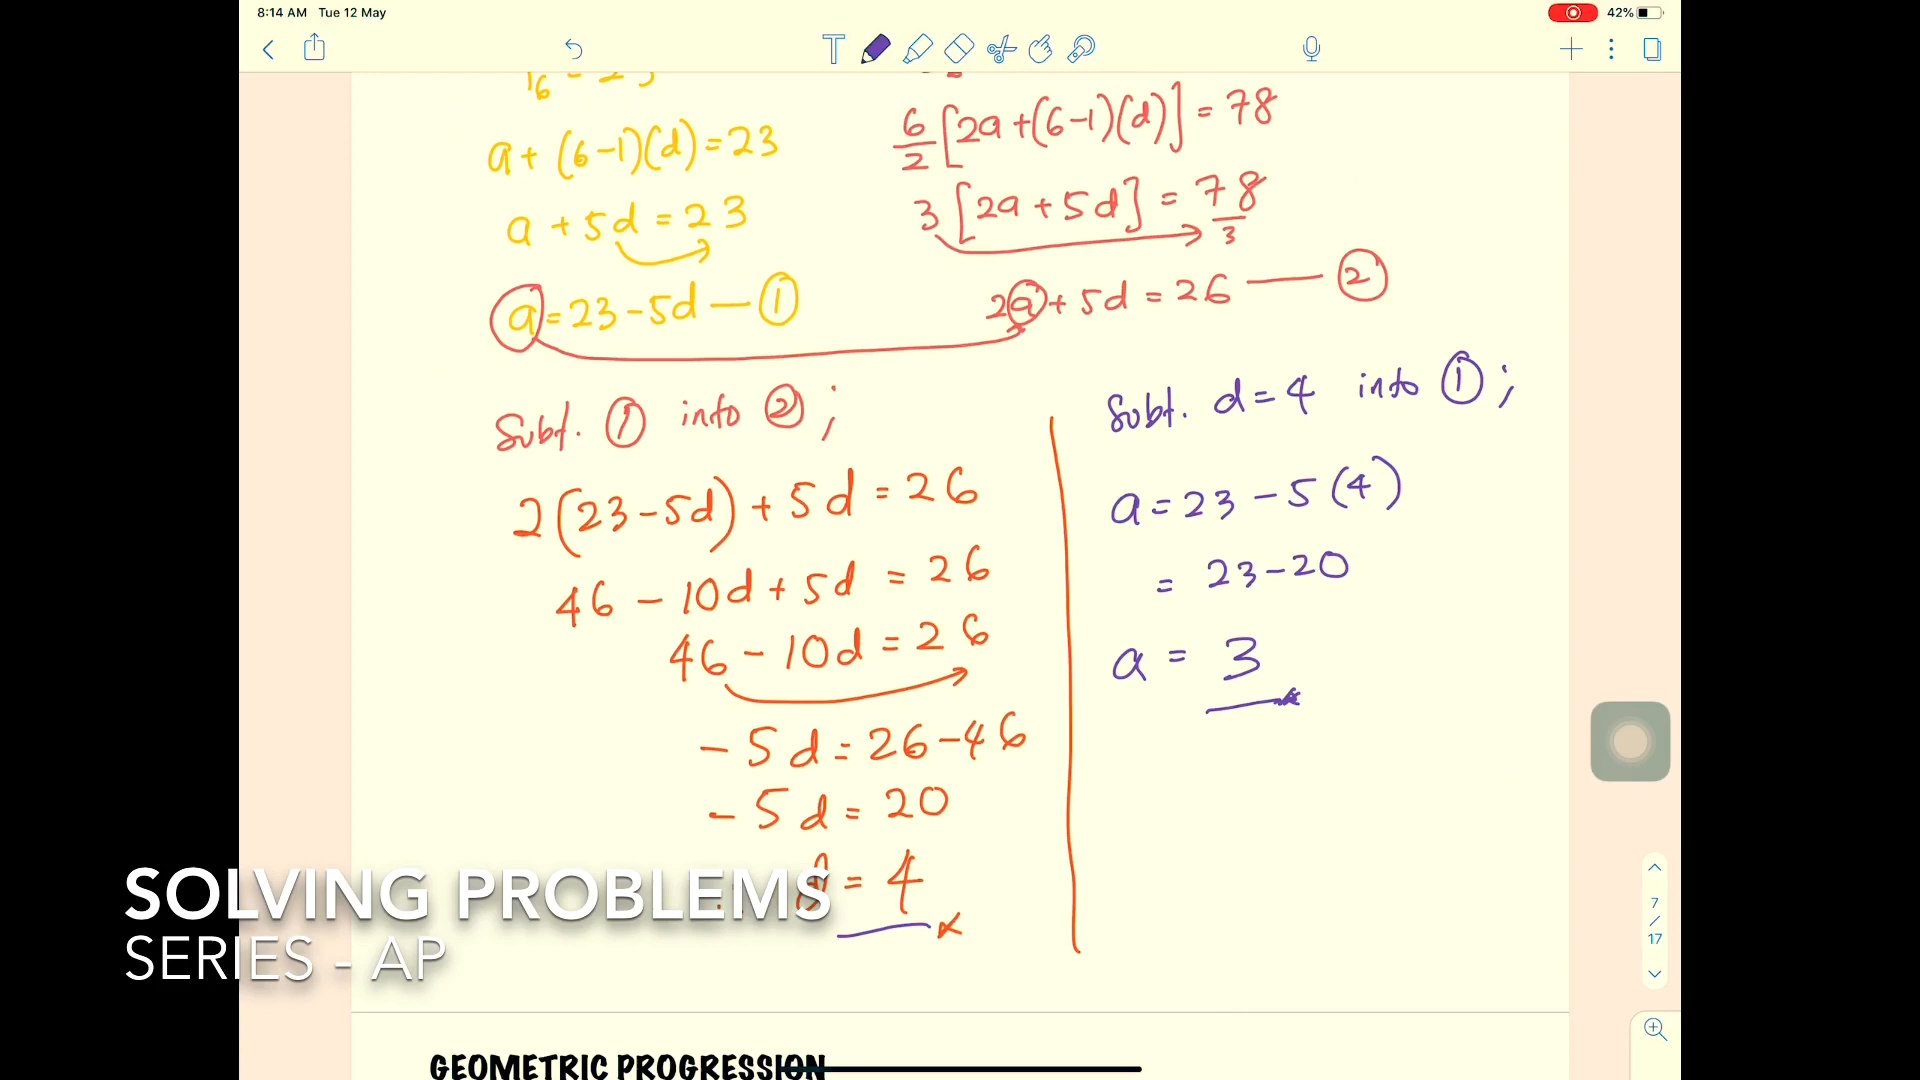 8:14 AM Tue 12 May
42%
a + (6-1)(d) = 23
a + 5d = 23
a = 23 - 5d — ①
6/2 [2a + (6-1)(d)] = 78
3 [2a + 5d] = 78/3
2a + 5d = 26 — ②
Subt. ① into ② ;
2(23-5d) + 5d = 26
46 - 10d + 5d = 26
46 - 10d = 26
- 5d = 26 - 46
- 5d = 20
d = 4
Subt. d = 4 into ① ;
a = 23 - 5(4)
= 23 - 20
a = 3
SOLVING PROBLEMS
SERIES - AP
7
/
17
GEOMETRIC PROGRESSION